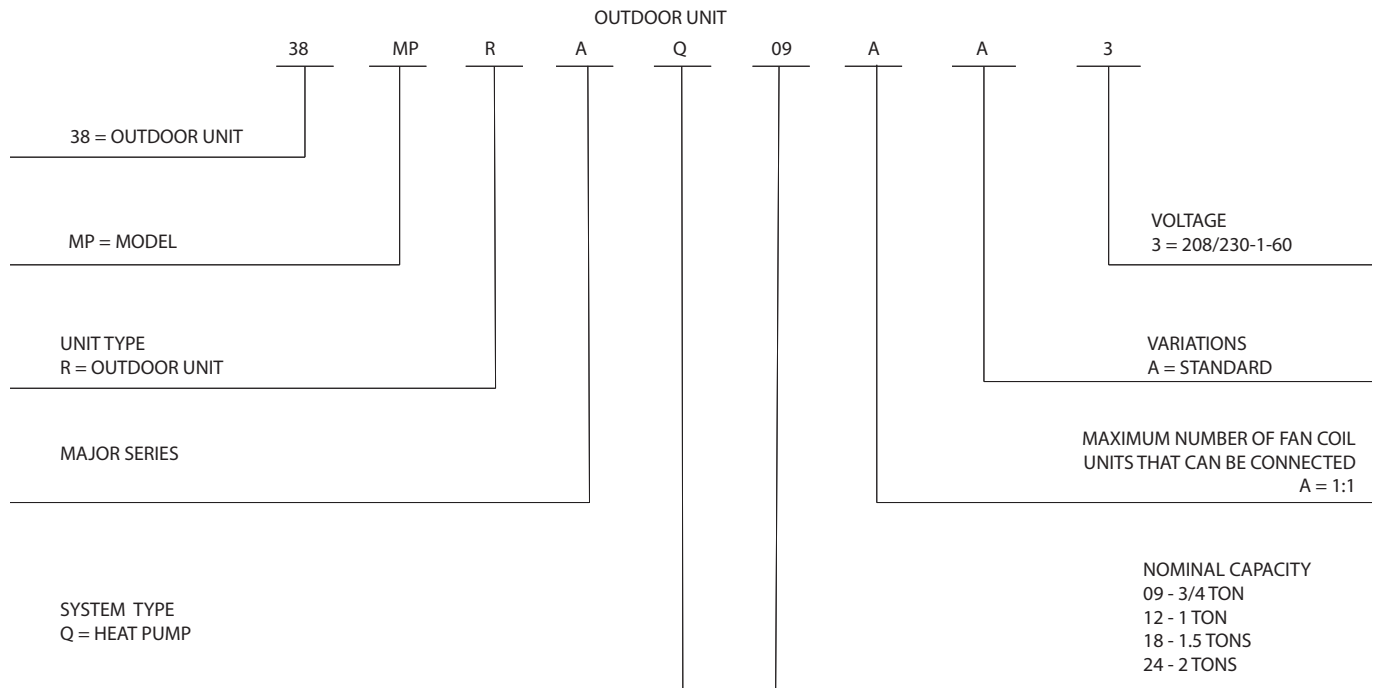 OUTDOOR UNIT
38 MP R A Q 09 A A 3
38 = OUTDOOR UNIT
MP = MODEL
VOLTAGE
3 = 208/230-1-60
UNIT TYPE
R = OUTDOOR UNIT
VARIATIONS
A = STANDARD
MAJOR SERIES
MAXIMUM NUMBER OF FAN COIL
UNITS THAT CAN BE CONNECTED
A = 1:1
SYSTEM TYPE
Q = HEAT PUMP
NOMINAL CAPACITY
09 - 3/4 TON
12 - 1 TON
18 - 1.5 TONS
24 - 2 TONS